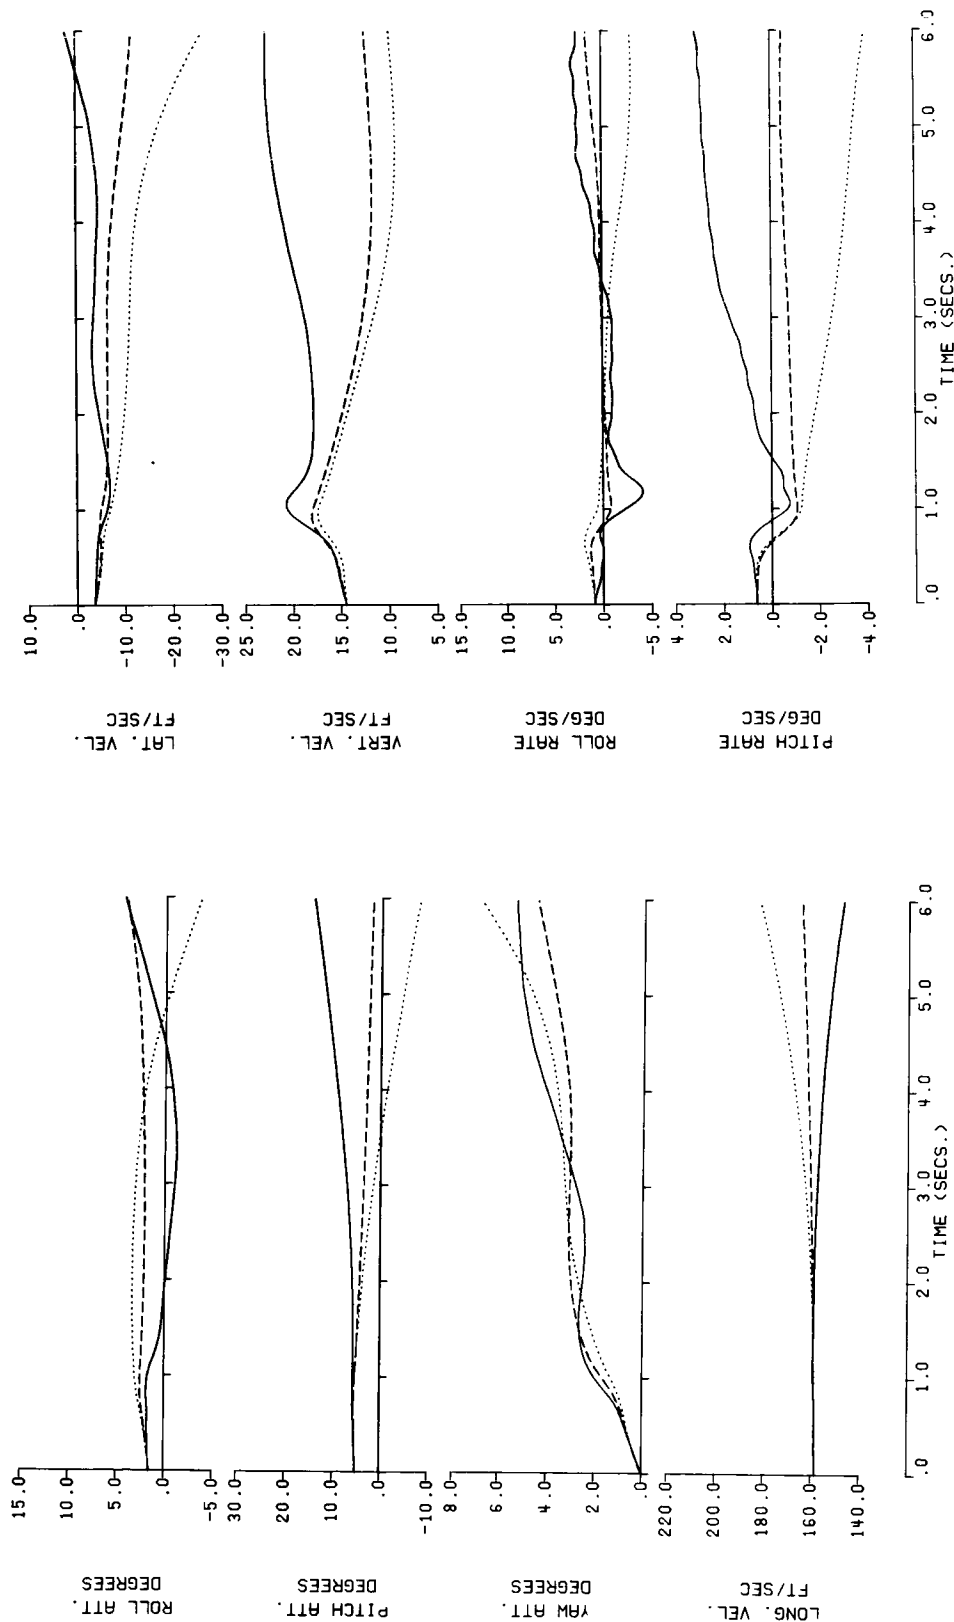 LAT. VEL.
FT/SEC
10.0
.0
-10.0
-20.0
-30.0
VERT. VEL.
FT/SEC
25.0
20.0
15.0
10.0
5.0
ROLL RATE
DEG/SEC
15.0
10.0
5.0
.0
-5.0
PITCH RATE
DEG/SEC
4.0
2.0
.0
-2.0
-4.0
.0 1.0 2.0 3.0 4.0 5.0 6.0
TIME (SECS.)
ROLL ATT.
DEGREES
15.0
10.0
5.0
.0
-5.0
PITCH ATT.
DEGREES
30.0
20.0
10.0
.0
-10.0
YAW ATT.
DEGREES
8.0
6.0
4.0
2.0
.0
LONG. VEL.
FT/SEC
220.0
200.0
180.0
160.0
140.0
.0 1.0 2.0 3.0 4.0 5.0 6.0
TIME (SECS.)